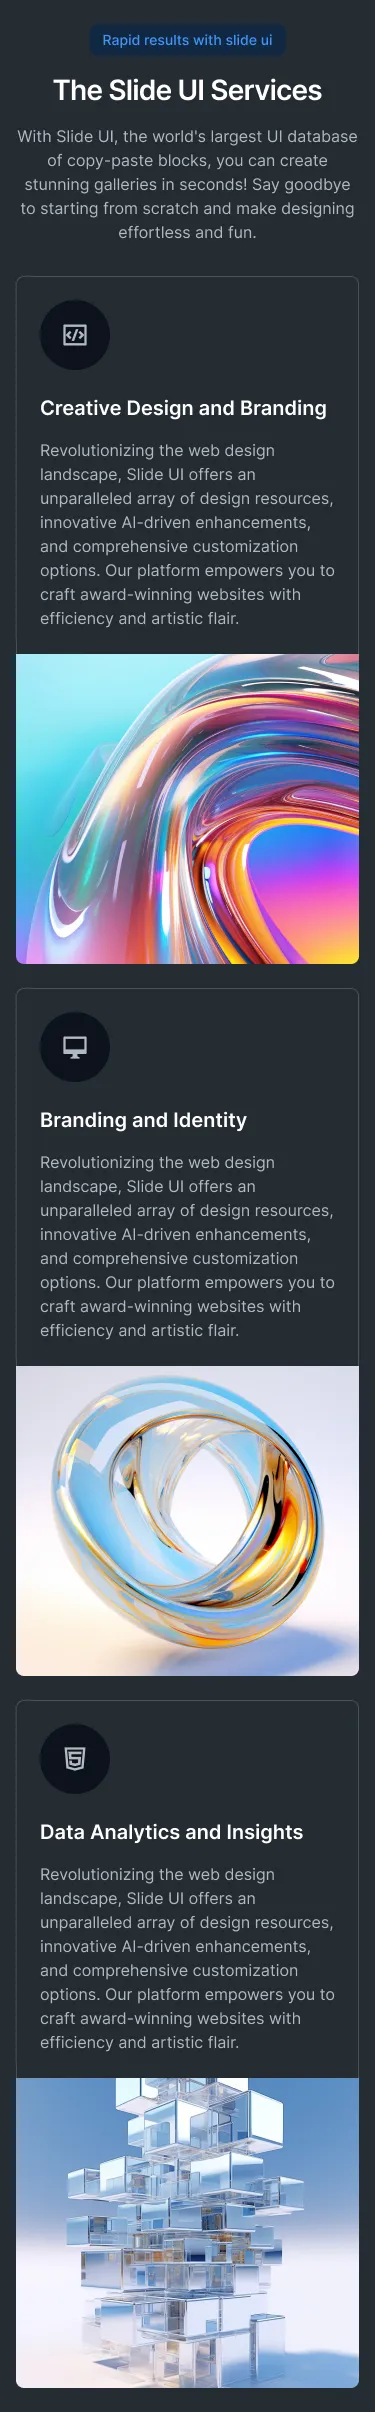 Rapid results with slide ui
The Slide UI Services
With Slide UI, the world's largest UI database
of copy-paste blocks, you can create
stunning galleries in seconds! Say goodbye
to starting from scratch and make designing
effortless and fun.
Creative Design and Branding
Revolutionizing the web design
landscape, Slide UI offers an
unparalleled array of design resources,
innovative AI-driven enhancements,
and comprehensive customization
options. Our platform empowers you to
craft award-winning websites with
efficiency and artistic flair.
Branding and Identity
Revolutionizing the web design
landscape, Slide UI offers an
unparalleled array of design resources,
innovative AI-driven enhancements,
and comprehensive customization
options. Our platform empowers you to
craft award-winning websites with
efficiency and artistic flair.
Data Analytics and Insights
Revolutionizing the web design
landscape, Slide UI offers an
unparalleled array of design resources,
innovative AI-driven enhancements,
and comprehensive customization
options. Our platform empowers you to
craft award-winning websites with
efficiency and artistic flair.